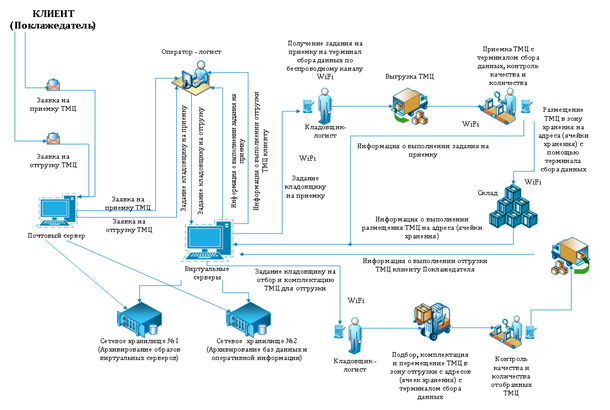 КЛИЕНТ
(Поклажедатель)
Заявка на
приемку ТМЦ
Заявка на
отгрузку ТМЦ
Почтовый сервер
Оператор - логист
Заявка на
приемку ТМЦ
Заявка на
отгрузку ТМЦ
Задание кладовщику на приемку
Задание кладовщику на отгрузку
Информация о выполнении задания на
приемку
Информация о выполнении отгрузки
ТМЦ клиенту
Получение задания на
приемку на терминал
сбора данных по
беспроводному каналу
WiFi
Кладовщик-
логист
WiFi
Задание
кладовщику
на приемку
Выгрузка ТМЦ
Приемка ТМЦ с
терминалом сбора
данных, контроль
качества и
количества
WiFi
Информация о выполнении задания на
приемку
Размещение
ТМЦ в зону
хранения на
адреса (ячейки
хранения) с
помощью
терминала
сбора данных
WiFi
Склад
Информация о выполнении
размещения ТМЦ на адреса (ячейки
хранения)
Информация о выполнении отгрузки
ТМЦ клиенту Поклажедателя
Виртуальные
серверы
Задание кладовщику на
отбор и комплектацию
ТМЦ для отгрузки
WiFi
Сетевое хранилище №1
(Архивирование образов
виртуальных серверов)
Сетевое хранилище №2
(Архивирование баз данных и
оперативной информации)
Кладовщик -
логист
Подбор, комплектация
и перемещение ТМЦ в
зону отгрузки с адресов
(ячеек хранения) с
терминалом сбора
данных
Контроль
качества и
количества
отобранных
ТМЦ